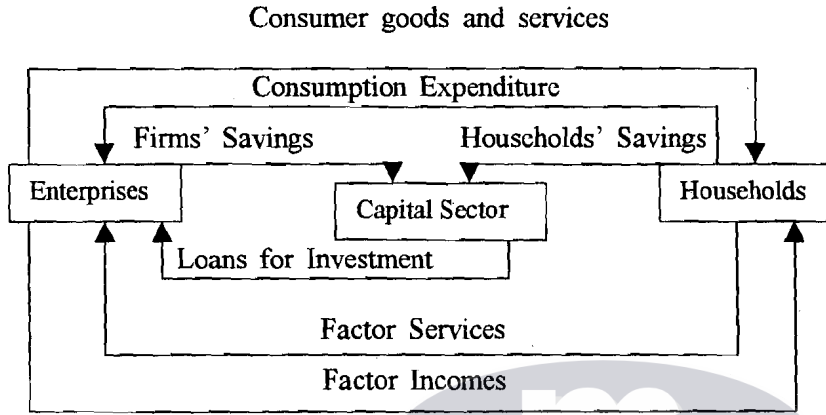 Consumer goods and services
Consumption Expenditure
Firms' Savings
Households' Savings
Enterprises
Capital Sector
Households
Loans for Investment
Factor Services
Factor Incomes